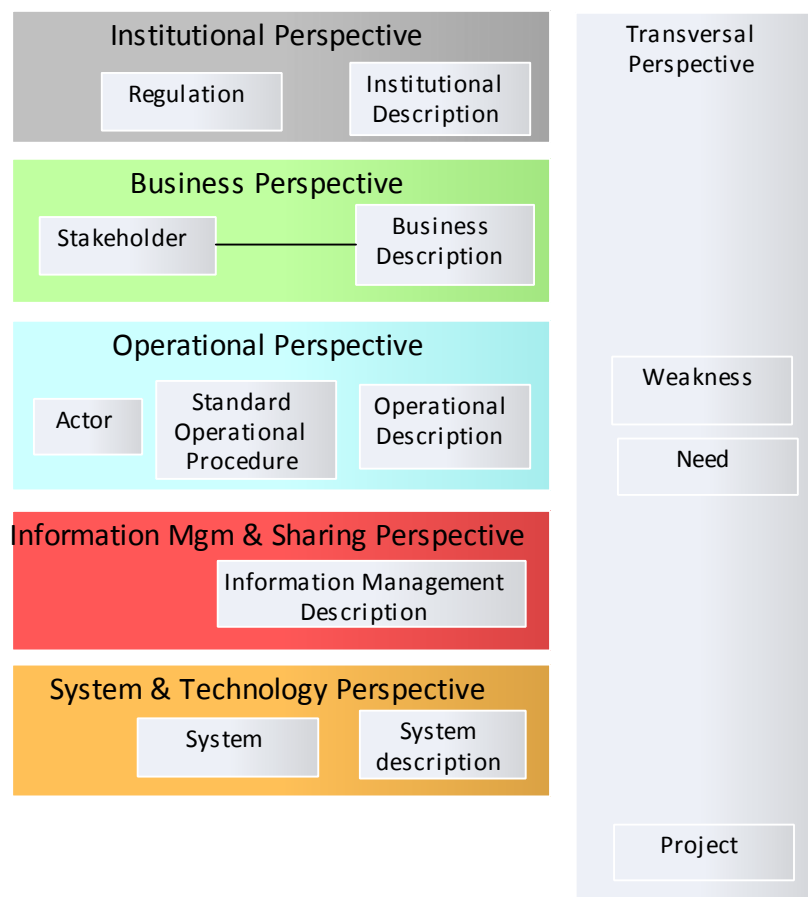 Institutional Perspective
Regulation
Institutional
Description
Business Perspective
Stakeholder
Business
Description
Operational Perspective
Actor
Standard
Operational
Procedure
Operational
Description
Information Mgm & Sharing Perspective
Information Management
Description
System & Technology Perspective
System
System
description
Transversal
Perspective
Weakness
Need
Project